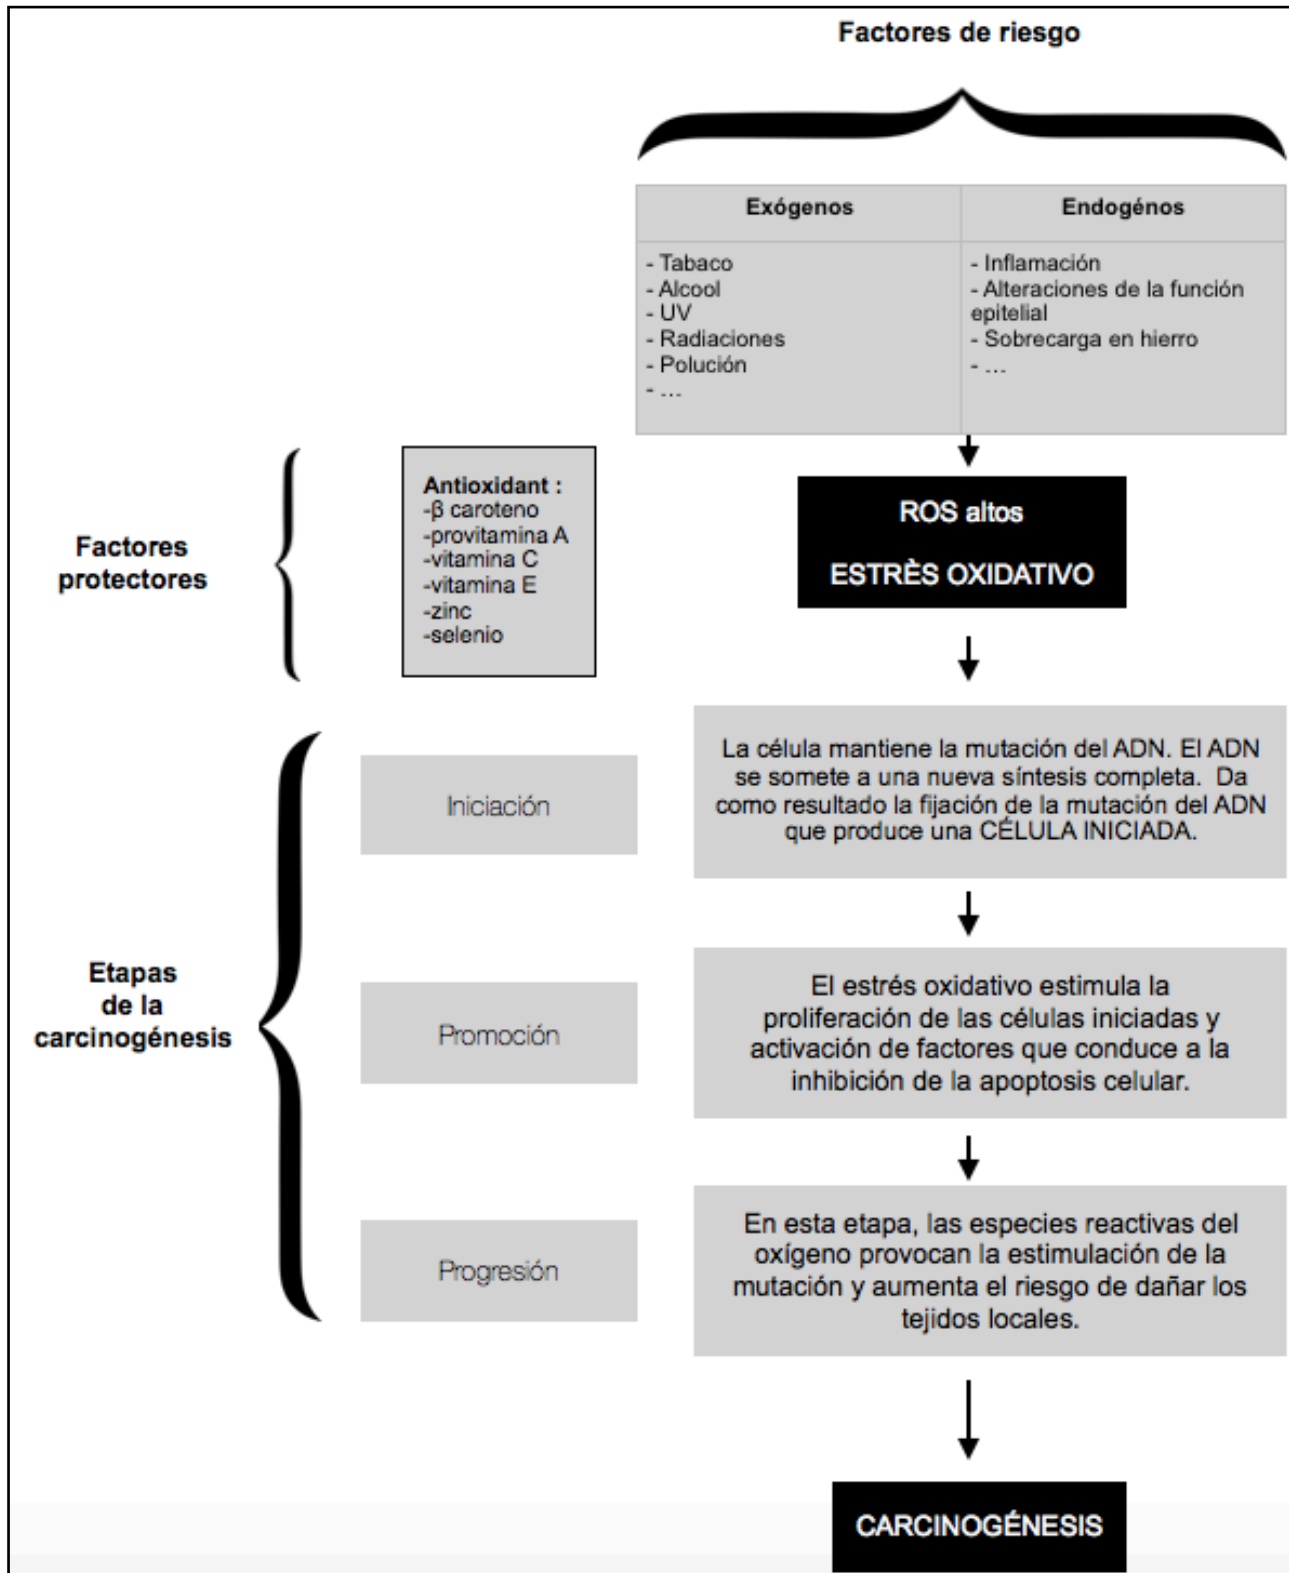 Factores de riesgo
Exógenos
Endogénos
- Tabaco
- Alcool
- UV
- Radiaciones
- Polución
- ...
- Inflamación
- Alteraciones de la función
epitelial
- Sobrecarga en hierro
- ...
Factores
protectores
Antioxidant :
-β caroteno
-provitamina A
-vitamina C
-vitamina E
-zinc
-selenio
ROS altos
ESTRÈS OXIDATIVO
Etapas
de la
carcinogénesis
Iniciación
La célula mantiene la mutación del ADN. El ADN
se somete a una nueva síntesis completa. Da
como resultado la fijación de la mutación del ADN
que produce una CÉLULA INICIADA.
Promoción
El estrés oxidativo estimula la
proliferación de las células iniciadas y
activación de factores que conduce a la
inhibición de la apoptosis celular.
Progresión
En esta etapa, las especies reactivas del
oxígeno provocan la estimulación de la
mutación y aumenta el riesgo de dañar los
tejidos locales.
CARCINOGÉNESIS